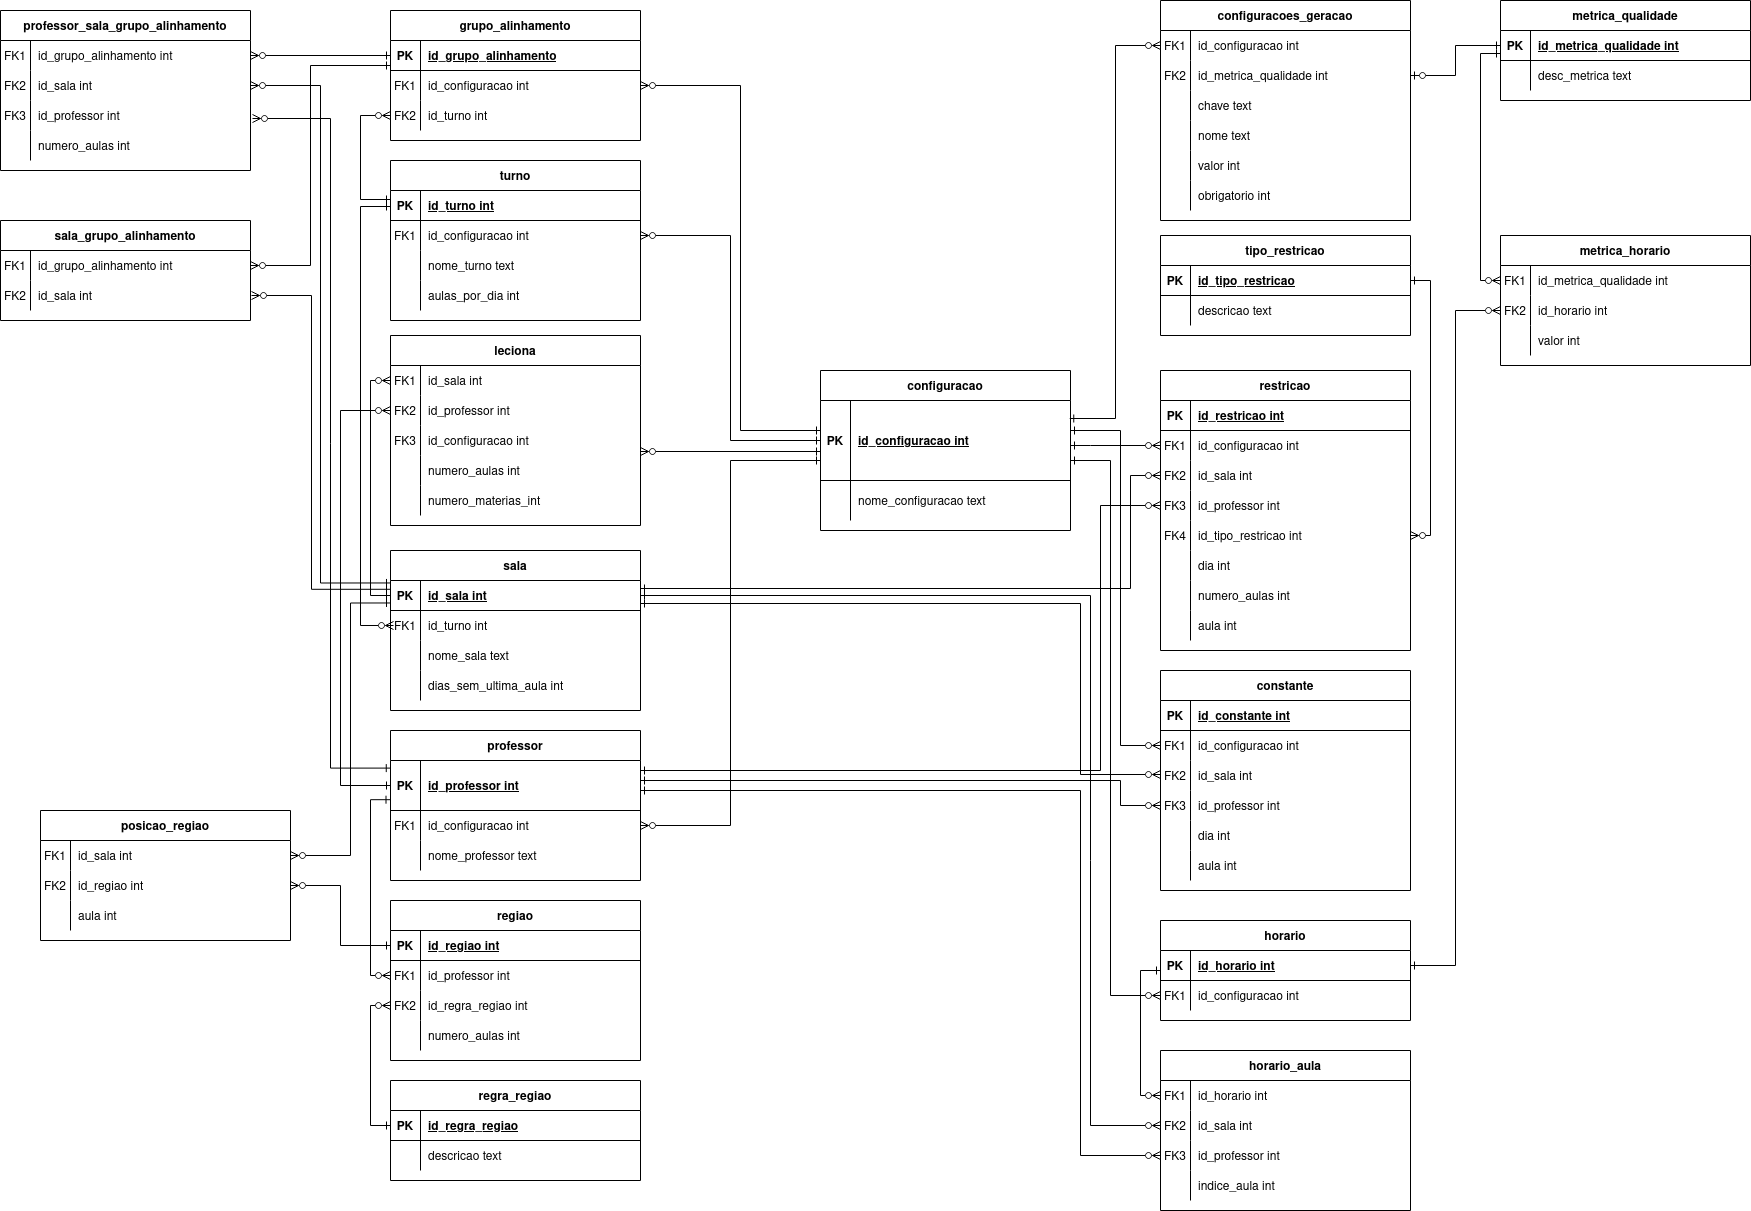 professor_sala_grupo_alinhamento
FK1 id_grupo_alinhamento int
FK2 id_sala int
FK3 id_professor int
numero_aulas int
sala_grupo_alinhamento
FK1 id_grupo_alinhamento int
FK2 id_sala int
posicao_regiao
FK1 id_sala int
FK2 id_regiao int
aula int
grupo_alinhamento
PK id_grupo_alinhamento
FK1 id_configuracao int
FK2 id_turno int
turno
PK id_turno int
FK1 id_configuracao int
nome_turno text
aulas_por_dia int
leciona
FK1 id_sala int
FK2 id_professor int
FK3 id_configuracao int
numero_aulas int
numero_materias_int
sala
PK id_sala int
FK1 id_turno int
nome_sala text
dias_sem_ultima_aula int
professor
PK id_professor int
FK1 id_configuracao int
nome_professor text
regiao
PK id_regiao int
FK1 id_professor int
FK2 id_regra_regiao int
numero_aulas int
regra_regiao
PK id_regra_regiao
descricao text
configuracao
PK id_configuracao int
nome_configuracao text
configuracoes_geracao
FK1 id_configuracao int
FK2 id_metrica_qualidade int
chave text
nome text
valor int
obrigatorio int
tipo_restricao
PK id_tipo_restricao
descricao text
restricao
PK id_restricao int
FK1 id_configuracao int
FK2 id_sala int
FK3 id_professor int
FK4 id_tipo_restricao int
dia int
numero_aulas int
aula int
constante
PK id_constante int
FK1 id_configuracao int
FK2 id_sala int
FK3 id_professor int
dia int
aula int
horario
PK id_horario int
FK1 id_configuracao int
horario_aula
FK1 id_horario int
FK2 id_sala int
FK3 id_professor int
indice_aula int
metrica_qualidade
PK id_metrica_qualidade int
desc_metrica text
metrica_horario
FK1 id_metrica_qualidade int
FK2 id_horario int
valor int